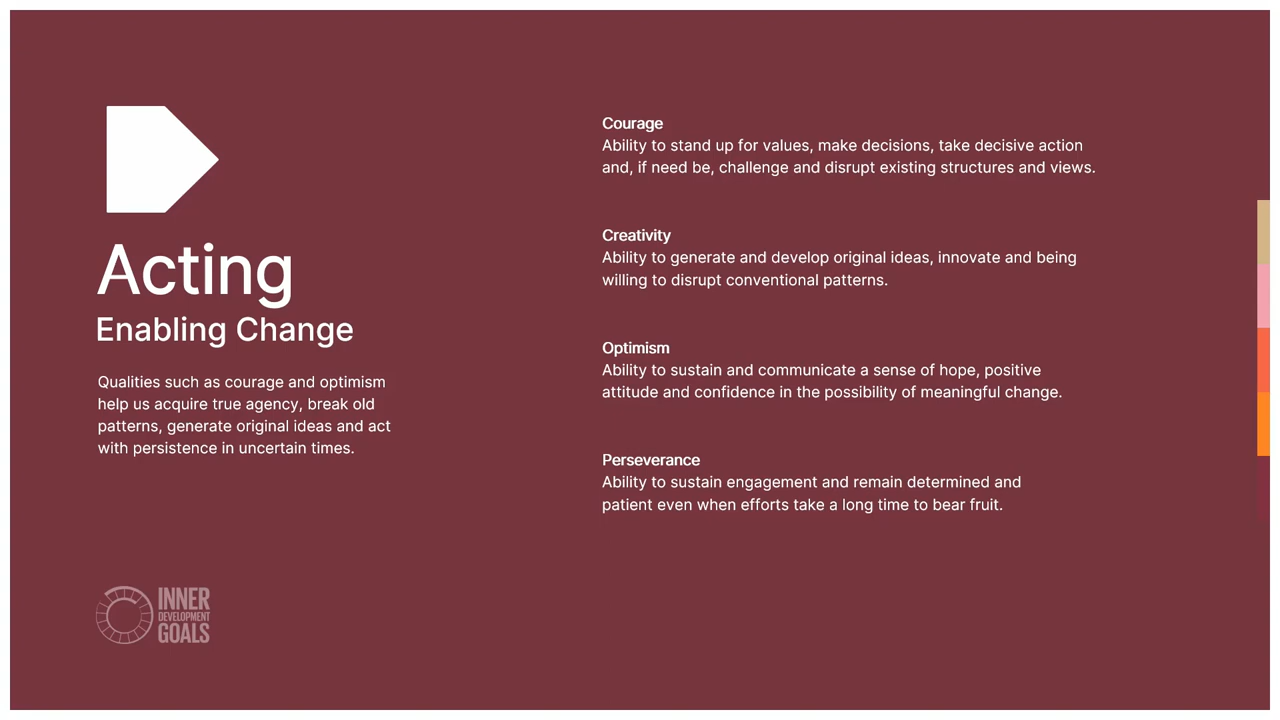 Acting
Enabling Change
Qualities such as courage and optimism
help us acquire true agency, break old
patterns, generate original ideas and act
with persistence in uncertain times.
Courage
Ability to stand up for values, make decisions, take decisive action
and, if need be, challenge and disrupt existing structures and views.
Creativity
Ability to generate and develop original ideas, innovate and being
willing to disrupt conventional patterns.
Optimism
Ability to sustain and communicate a sense of hope, positive
attitude and confidence in the possibility of meaningful change.
Perseverance
Ability to sustain engagement and remain determined and
patient even when efforts take a long time to bear fruit.
INNER
DEVELOPMENT
GOALS